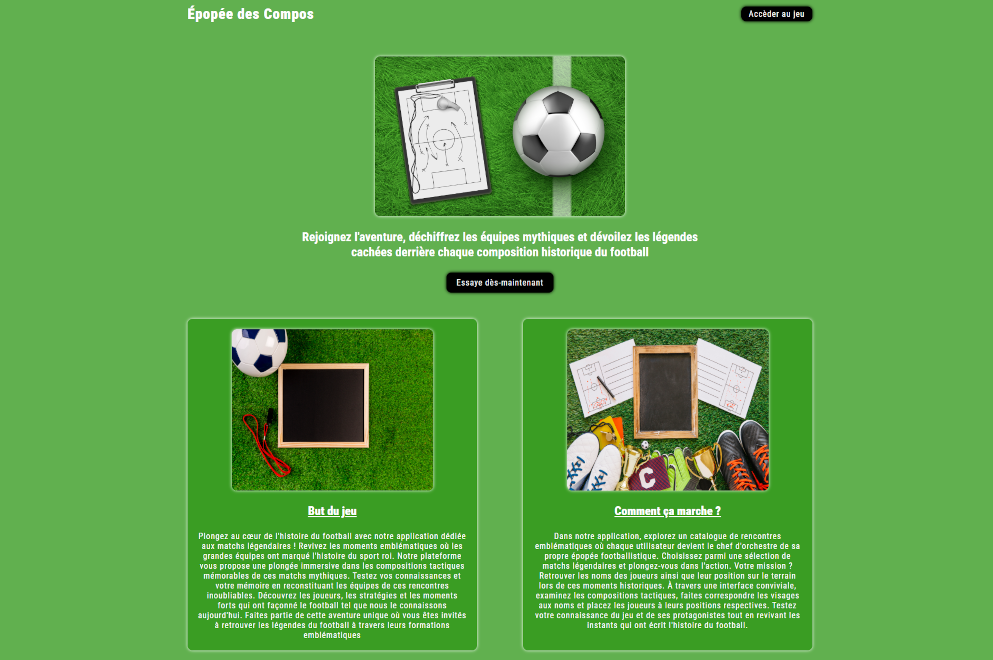 Épopée des Compos
Accèder au jeu
Rejoignez l'aventure, déchiffrez les équipes mythiques et dévoilez les légendes
cachées derrière chaque composition historique du football
Essaye dès-maintenant
But du jeu
Plongez au cœur de l'histoire du football avec notre application dédiée
aux matchs légendaires ! Revivez les moments emblématiques où les
grandes équipes ont marqué l'histoire du sport roi. Notre plateforme
vous propose une plongée immersive dans les compositions tactiques
mémorables de ces matchs mythiques. Testez vos connaissances et
votre mémoire en reconstituant les équipes de ces rencontres
inoubliables. Découvrez les joueurs, les stratégies et les moments
forts qui ont façonné le football tel que nous le connaissons
aujourd'hui. Faites partie de cette aventure unique où vous êtes invités
à retrouver les légendes du football à travers leurs formations
emblématiques
C
Comment ça marche ?
Dans notre application, explorez un catalogue de rencontres
emblématiques où chaque utilisateur devient le chef d'orchestre de sa
propre épopée footballistique. Choisissez parmi une sélection de
matchs légendaires et plongez-vous dans l'action. Votre mission ?
Retrouver les noms des joueurs ainsi que leur position sur le terrain
lors de ces moments historiques. À travers une interface conviviale,
examinez les compositions tactiques, faites correspondre les visages
aux noms et placez les joueurs à leurs positions respectives. Testez
votre connaissance du jeu et de ses protagonistes tout en revivant les
instants qui ont écrit l'histoire du football.